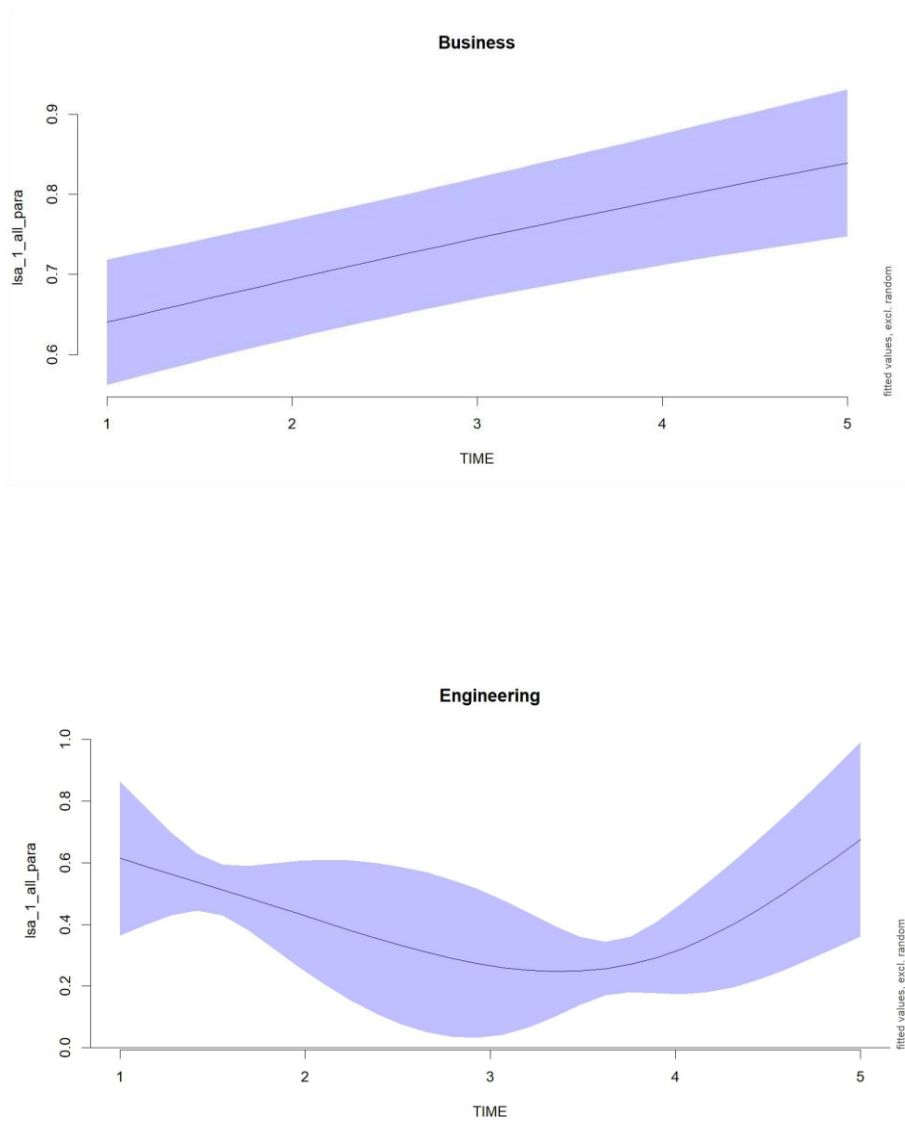 Business
lsa_1_all_para
0.9
0.8
0.7
0.6
1 2 3 4 5
TIME
fitted values, excl. random
Engineering
lsa_1_all_para
1.0
0.8
0.6
0.4
0.2
0.0
1 2 3 4 5
TIME
fitted values, excl. random